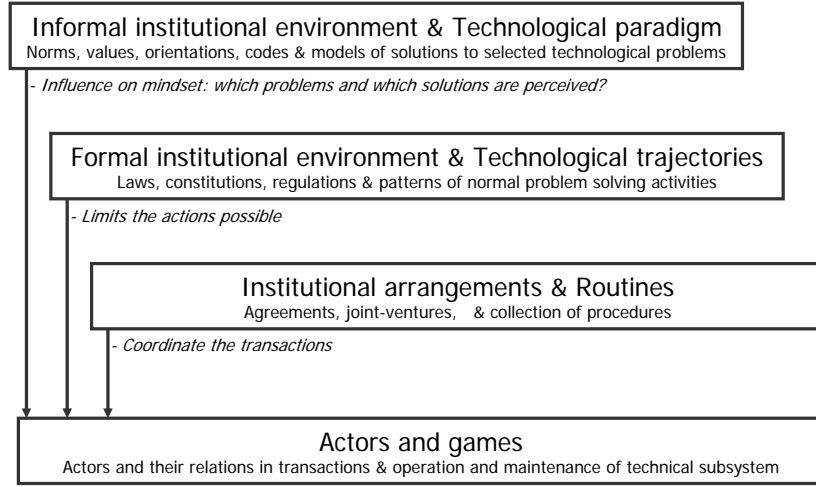 Informal institutional environment & Technological paradigm
Norms, values, orientations, codes & models of solutions to selected technological problems
- Influence on mindset: which problems and which solutions are perceived?
Formal institutional environment & Technological trajectories
Laws, constitutions, regulations & patterns of normal problem solving activities
- Limits the actions possible
Institutional arrangements & Routines
Agreements, joint-ventures, & collection of procedures
- Coordinate the transactions
Actors and games
Actors and their relations in transactions & operation and maintenance of technical subsystem